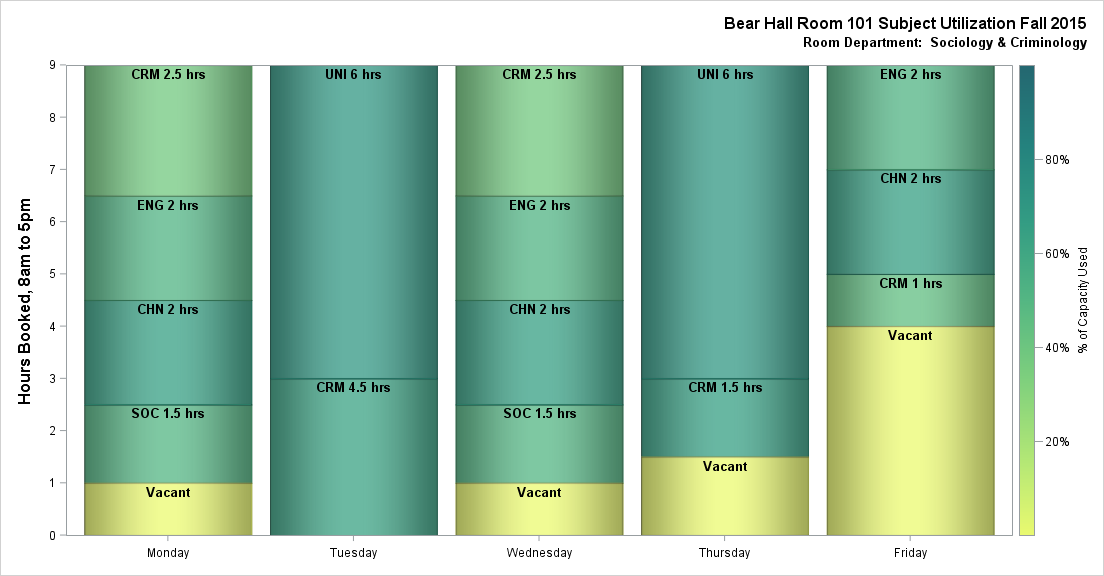 Bear Hall Room 101 Subject Utilization Fall 2015
Room Department:  Sociology & Criminology
Hours Booked, 8am to 5pm
9
8
7
6
5
4
3
2
1
0
CRM 2.5 hrs
ENG 2 hrs
CHN 2 hrs
SOC 1.5 hrs
Vacant
UNI 6 hrs
CRM 4.5 hrs
CRM 2.5 hrs
ENG 2 hrs
CHN 2 hrs
SOC 1.5 hrs
Vacant
UNI 6 hrs
CRM 1.5 hrs
Vacant
ENG 2 hrs
CHN 2 hrs
CRM 1 hrs
Vacant
Monday
Tuesday
Wednesday
Thursday
Friday
80%
60%
40%
20%
% of Capacity Used